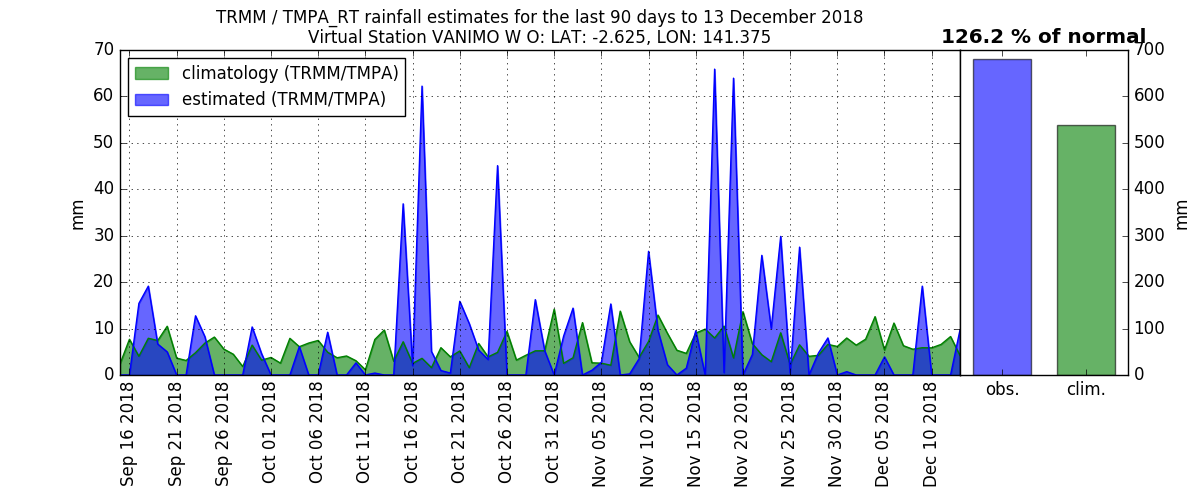 TRMM / TMPA_RT rainfall estimates for the last 90 days to 13 December 2018
Virtual Station VANIMO W O: LAT: -2.625, LON: 141.375
126.2 % of normal
climatology (TRMM/TMPA)
estimated (TRMM/TMPA)
70
60
50
40
30
20
10
0
mm
Sep 16 2018
Sep 21 2018
Sep 26 2018
Oct 01 2018
Oct 06 2018
Oct 11 2018
Oct 16 2018
Oct 21 2018
Oct 26 2018
Oct 31 2018
Nov 05 2018
Nov 10 2018
Nov 15 2018
Nov 20 2018
Nov 25 2018
Nov 30 2018
Dec 05 2018
Dec 10 2018
obs.
clim.
700
600
500
400
300
200
100
0
mm